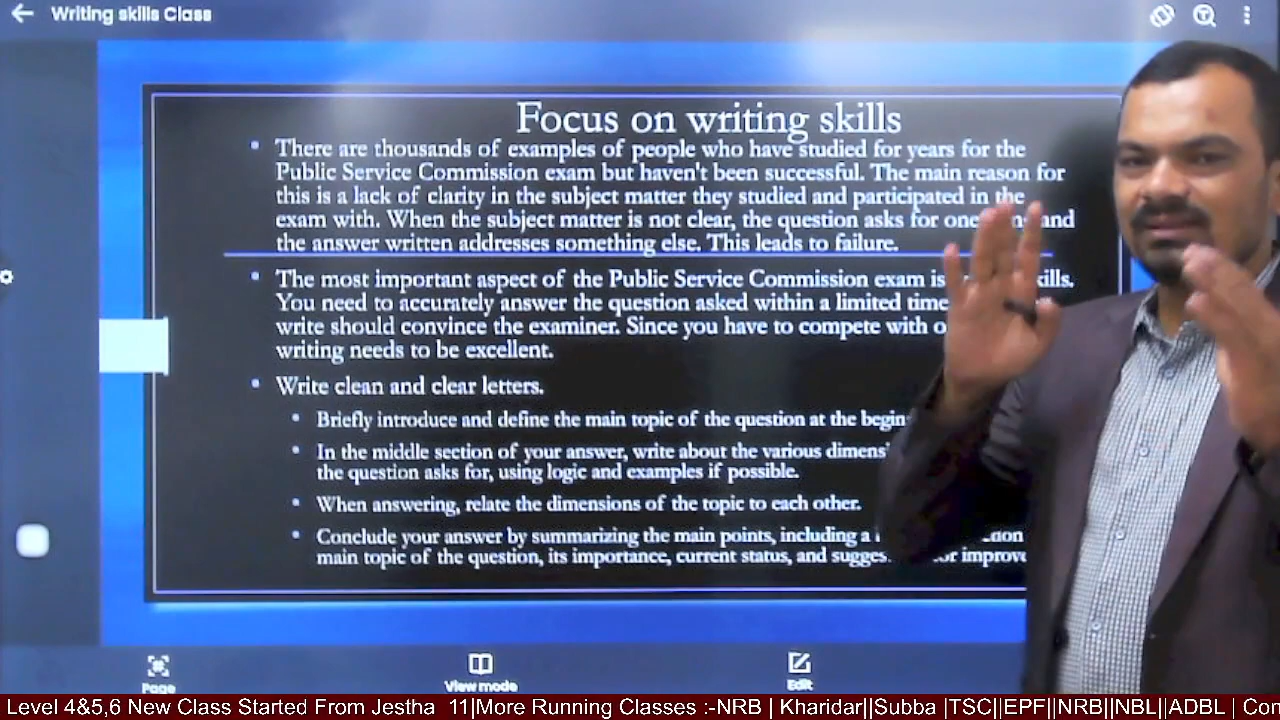 Writing skills Class
Focus on writing skills
There are thousands of examples of people who have studied for years for the
Public Service Commission exam but haven't been successful. The main reason for
this is a lack of clarity in the subject matter they studied and participated in the
exam with. When the subject matter is not clear, the question asks for one and
the answer written addresses something else. This leads to failure.
The most important aspect of the Public Service Commission exam is
You need to accurately answer the question asked within a limited time
write should convince the examiner. Since you have to compete with
writing needs to be excellent.
Write clean and clear letters.
Briefly introduce and define the main topic of the question at the
In the middle section of your answer, write about the various
the question asks for, using logic and examples if possible.
When answering, relate the dimensions of the topic to each other.
Conclude your answer by summarizing the main points, including a
main topic of the question, its importance, current status, and
Page
View mode
Edit
Level 4&5,6 New Class Started From Jestha 11|More Running Classes :-NRB | Kharidar||Subba |TSC||EPF||NRB||NBL||ADBL |